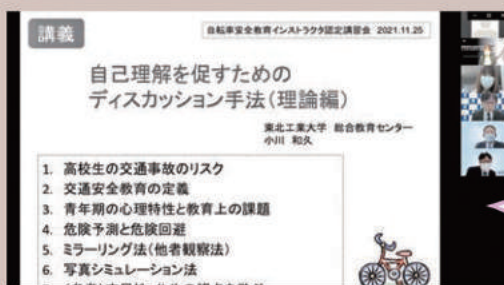 講義
自転車安全教育インストラクタ認定講習会 2021.11.25
自己理解を促すための
ディスカッション手法(理論編)
東北工業大学 総合教育センター
小川 和久
1. 高校生の交通事故のリスク
2. 交通安全教育の定義
3. 青年期の心理特性と教育上の課題
4. 危険予測と危険回避
5. ミラーリング法(他者観察法)
6. 写真シミュレーション法